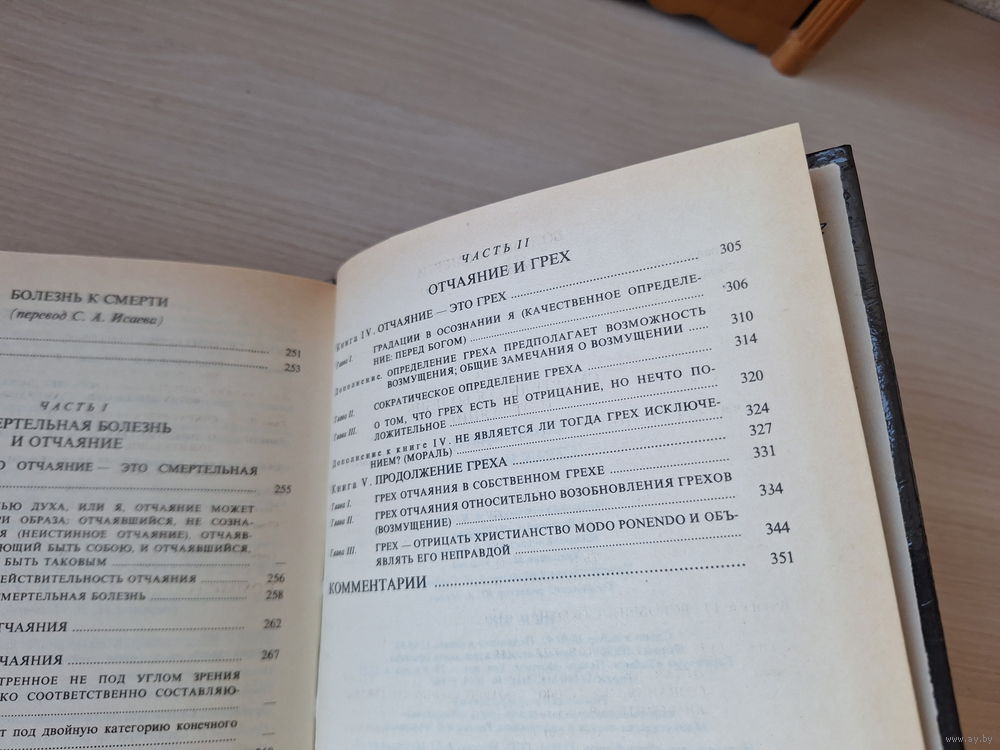 БОЛЕЗНЬ К СМЕРТИ
(перевод С. А. Исаева)
251
253
ЧАСТЬ I
СМЕРТЕЛЬНАЯ БОЛЕЗНЬ
И ОТЧАЯНИЕ
ОТЧАЯНИЕ — ЭТО СМЕРТЕЛЬНАЯ
255
ДУХА, ИЛИ Я, ОТЧАЯНИЕ МОЖЕТ
ОБРАЗА: ОТЧАЯВШИЙСЯ, НЕ СОЗНА-
(НЕИСТИННОЕ ОТЧАЯНИЕ), ОТЧАЯВ-
БЫТЬ СОБОЮ, И ОТЧАЯВШИЙСЯ,
БЫТЬ ТАКОВЫМ —
ОТЧАЯНИЯ 256
БОЛЕЗНЬ 258
ОТЧАЯНИЯ 262
ОТЧАЯНИЯ 267
НЕ ПОД УГЛОМ ЗРЕНИЯ
СООТВЕТСТВЕННО СОСТАВЛЯЮ-
—
под двойную категорию конечного
ЧАСТЬ II
ОТЧАЯНИЕ И ГРЕХ
Книга IV. ОТЧАЯНИЕ — ЭТО ГРЕХ 305
Глава I. ГРАДАЦИИ В ОСОЗНАНИИ Я (КАЧЕСТВЕННОЕ ОПРЕДЕЛЕ-
НИЕ: ПЕРЕД БОГОМ) 306
Дополнение. ОПРЕДЕЛЕНИЕ ГРЕХА ПРЕДПОЛАГАЕТ ВОЗМОЖНОСТЬ
ВОЗМУЩЕНИЯ; ОБЩИЕ ЗАМЕЧАНИЯ О ВОЗМУЩЕНИИ 310
Глава II. СОКРАТИЧЕСКОЕ ОПРЕДЕЛЕНИЕ ГРЕХА 314
Глава III. О ТОМ, ЧТО ГРЕХ ЕСТЬ НЕ ОТРИЦАНИЕ, НО НЕЧТО ПО-
ЛОЖИТЕЛЬНОЕ 320
Дополнение к книге IV. НЕ ЯВЛЯЕТСЯ ЛИ ТОГДА ГРЕХ ИСКЛЮЧЕ-
НИЕМ? (МОРАЛЬ) 324
Книга V. ПРОДОЛЖЕНИЕ ГРЕХА 327
Глава I. ГРЕХ ОТЧАЯНИЯ В СОБСТВЕННОМ ГРЕХЕ 331
Глава II. ГРЕХ ОТЧАЯНИЯ ОТНОСИТЕЛЬНО ВОЗОБНОВЛЕНИЯ ГРЕХОВ
(ВОЗМУЩЕНИЕ) 334
Глава III. ГРЕХ — ОТРИЦАТЬ ХРИСТИАНСТВО MODO PONENDO И ОБЪ-
ЯВЛЯТЬ ЕГО НЕПРАВДОЙ 344
КОММЕНТАРИИ 351
www.ay.by